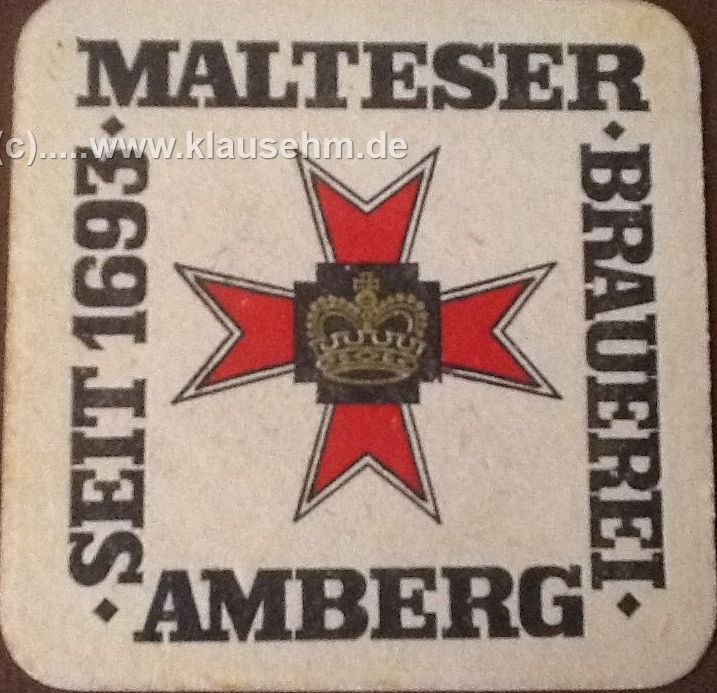 MALTESER
BRAUEREI
AMBERG
SEIT 1693
(c).....www.klausehm.de